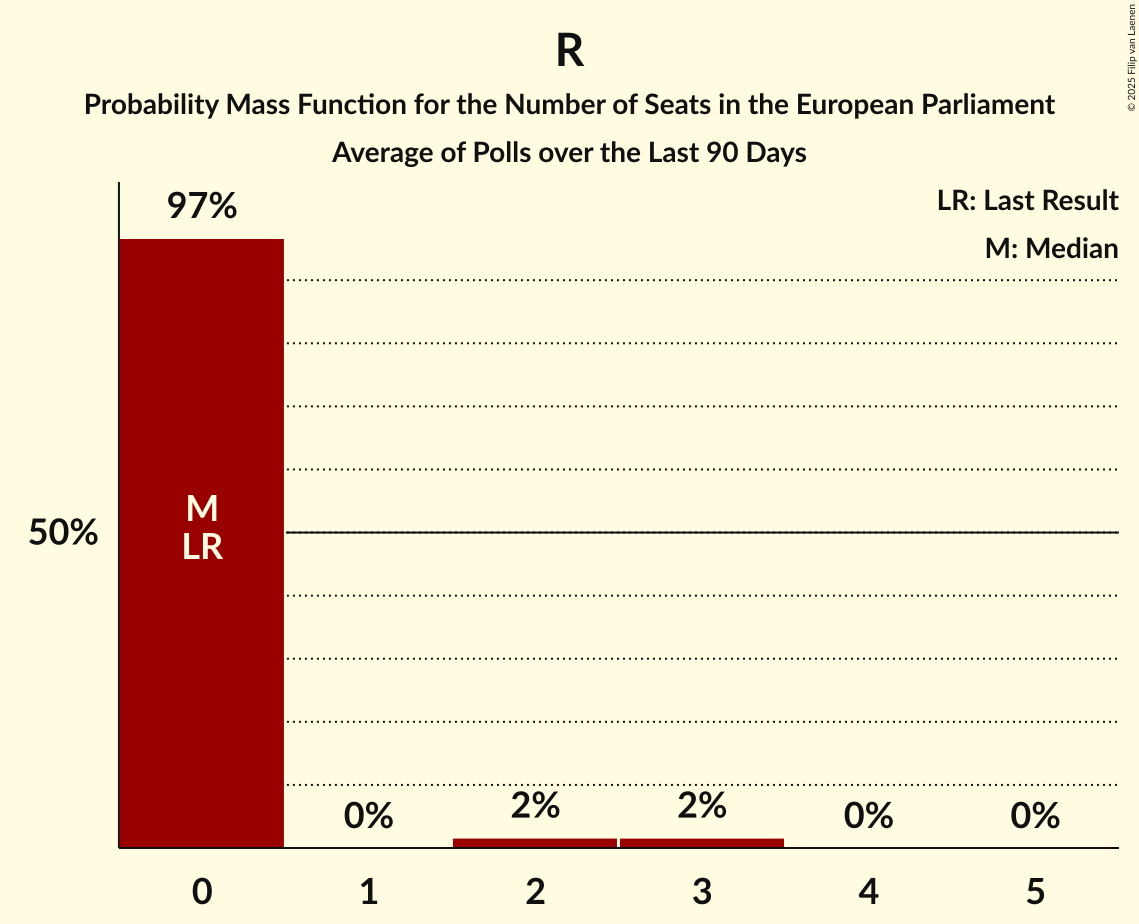 R
Probability Mass Function for the Number of Seats in the European Parliament
Average of Polls over the Last 90 Days
© 2025 Filip van Laenen
LR: Last Result
M: Median
97%
M
LR
50%
0%
2%
2%
0%
0%
0 1 2 3 4 5